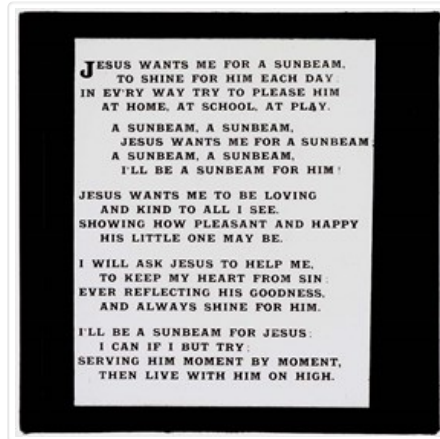 JESUS WANTS ME FOR A SUNBEAM,
TO SHINE FOR HIM EACH DAY;
IN EV'RY WAY TRY TO PLEASE HIM
AT HOME, AT SCHOOL, AT PLAY.
A SUNBEAM, A SUNBEAM,
JESUS WANTS ME FOR A SUNBEAM;
A SUNBEAM, A SUNBEAM,
I'LL BE A SUNBEAM FOR HIM!
JESUS WANTS ME TO BE LOVING
AND KIND TO ALL I SEE.
SHOWING HOW PLEASANT AND HAPPY
HIS LITTLE ONE MAY BE.
I WILL ASK JESUS TO HELP ME,
TO KEEP MY HEART FROM SIN;
EVER REFLECTING HIS GOODNESS,
AND ALWAYS SHINE FOR HIM.
I'LL BE A SUNBEAM FOR JESUS;
I CAN IF I BUT TRY;
SERVING HIM MOMENT BY MOMENT,
THEN LIVE WITH HIM ON HIGH.